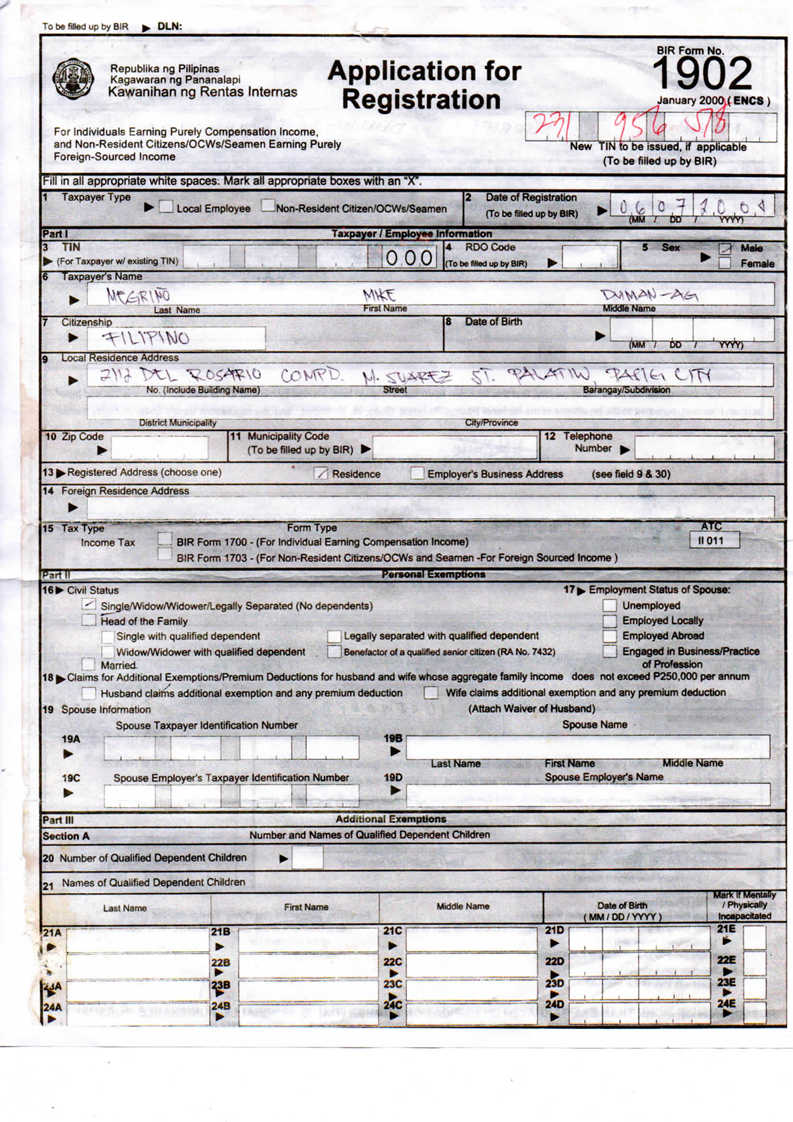 To be filled up by BIR ▶ DLN:
Republika ng Pilipinas
Kagawaran ng Pananalapi
Kawanihan ng Rentas Internas
Application for
Registration
BIR Form No.
1902
January 2000 ( ENCS )
For Individuals Earning Purely Compensation Income,
and Non-Resident Citizens/OCWs/Seamen Earning Purely
Foreign-Sourced Income
231 956 578
New TIN to be issued, if applicable
(To be filled up by BIR)
Fill in all appropriate white spaces. Mark all appropriate boxes with an "X".
1 Taxpayer Type
▶ Local Employee Non-Resident Citizen/OCWs/Seamen
2 Date of Registration
(To be filled up by BIR) ▶ 06 07 2004
(MM / DD / YYYY)
Part I Taxpayer / Employee Information
3 TIN
▶ (For Taxpayer w/ existing TIN) 000
4 RDO Code
(To be filled up by BIR) ▶
5 Sex ▶ Male
Female
6 Taxpayer's Name
▶ MEGRIÑO MIKE DUMAN-AG
Last Name First Name Middle Name
7 Citizenship
▶ FILIPINO
8 Date of Birth ▶
(MM / DD / YYYY)
9 Local Residence Address
▶ 2112 DEL ROSARIO COMPD. M. SUAREZ ST. CITY
No. (Include Building Name) Street Barangay/Subdivision
District Municipality City/Province
10 Zip Code ▶
11 Municipality Code
(To be filled up by BIR) ▶
12 Telephone
Number ▶
13 ▶ Registered Address (choose one) Residence Employer's Business Address (see field 9 & 30)
14 Foreign Residence Address
▶
15 Tax Type Form Type ATC
Income Tax BIR Form 1700 - (For Individual Earning Compensation Income) II 011
BIR Form 1703 - (For Non-Resident Citizens/OCWs and Seamen -For Foreign Sourced Income )
Part II Personal Exemptions
16 ▶ Civil Status
Single/Widow/Widower/Legally Separated (No dependents)
Head of the Family
Single with qualified dependent Legally separated with qualified dependent
Widow/Widower with qualified dependent Benefactor of a qualified senior citizen (RA No. 7432)
Married
17 ▶ Employment Status of Spouse:
Unemployed
Employed Locally
Employed Abroad
Engaged in Business/Practice
of Profession
18 ▶ Claims for Additional Exemptions/Premium Deductions for husband and wife whose aggregate family income does not exceed P250,000 per annum
Husband claims additional exemption and any premium deduction Wife claims additional exemption and any premium deduction
19 Spouse Information (Attach Waiver of Husband)
Spouse Taxpayer Identification Number Spouse Name
19A ▶ 19B ▶
Last Name First Name Middle Name
19C Spouse Employer's Taxpayer Identification Number 19D Spouse Employer's Name
▶ ▶
Part III Additional Exemptions
Section A Number and Names of Qualified Dependent Children
20 Number of Qualified Dependent Children ▶
21 Names of Qualified Dependent Children
Last Name First Name Middle Name Date of Birth
( MM / DD / YYYY )
Mark if Mentally
/ Physically
Incapacitated
21A 21B 21C 21D 21E
22B 22C 22D 22E
23A 23B 23C 23D 23E
24A 24B 24C 24D 24E